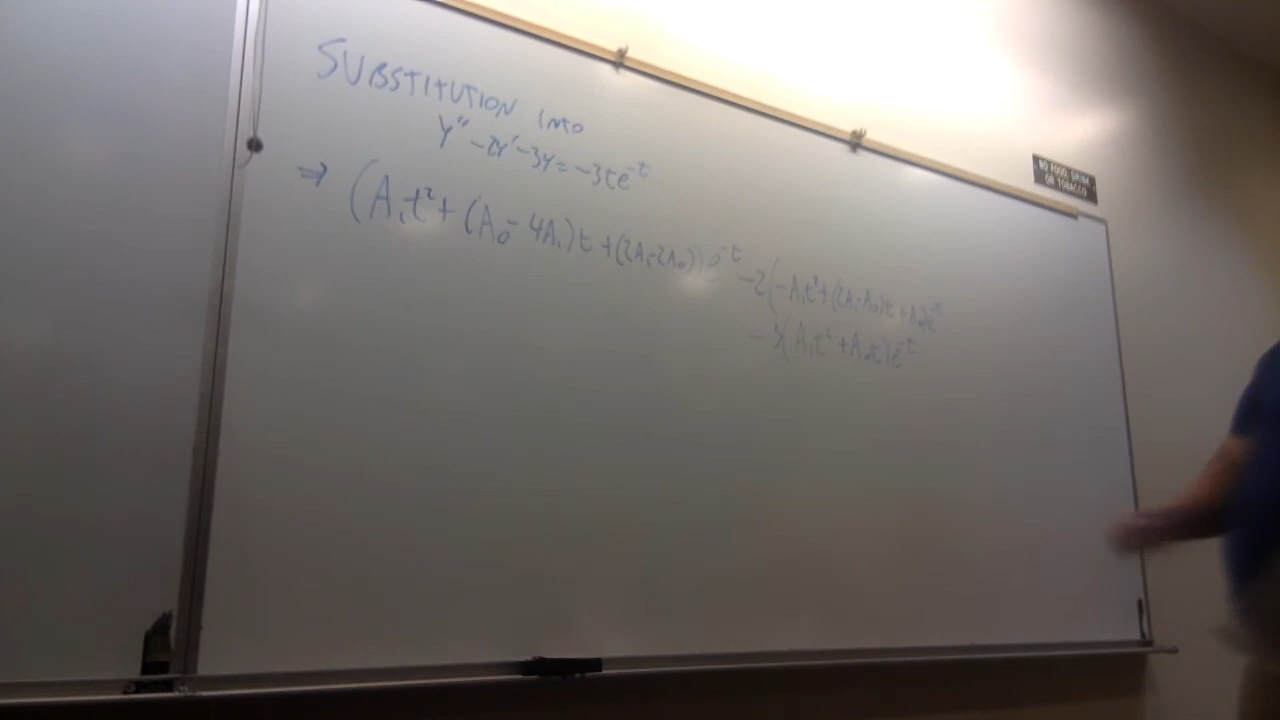 SUBSTITUTION INTO
y'' - 2y' - 3y = -3te^{-t}
⇒ (A₁t² + (A₀ - 4A₁)t + (2A₁ - 2A₀))e^{-t} - 2(-A₁t² + (2A₁ - A₀)t + A₀)e^{-t}
- 3(A₁t² + A₀t)e^{-t}
NO FOOD, DRINK
OR TOBACCO